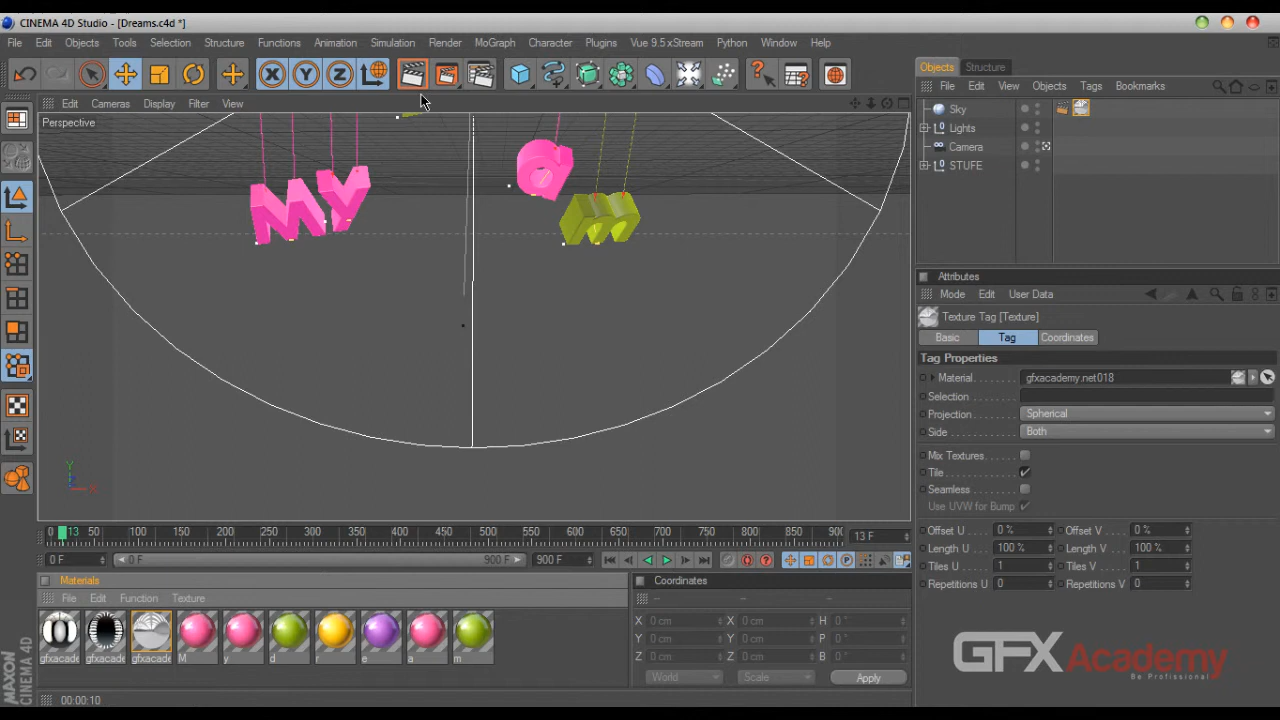 CINEMA 4D Studio - [Dreams.c4d *]
File Edit Objects Tools Selection Structure Functions Animation Simulation Render MoGraph Character Plugins Vue 9.5 xStream Python Window Help
X Y Z
Objects Structure
File Edit View Objects Tags Bookmarks
Edit Cameras Display Filter View
Perspective
Sky
Lights
Camera
STUFE
MY
a
m
Y
X
Attributes
Mode Edit User Data
Texture Tag [Texture]
Basic Tag Coordinates
Tag Properties
Material gfxacademy.net018
Selection
Projection Spherical
Side Both
Mix Textures
Tile
Seamless
Use UVW for Bump
Offset U 0 % Offset V 0 %
Length U 100 % Length V 100 %
Tiles U 1 Tiles V 1
Repetitions U 0 Repetitions V 0
0 13 50 100 150 200 250 300 350 400 450 500 550 600 650 700 750 800 850 90 13 F
0 F 0 F 900 F 900 F
Materials
File Edit Function Texture
gfxacade gfxacade gfxacade M y d r e a m
Coordinates
-- -- --
X 0 cm X 0 cm H 0 °
Y 0 cm Y 0 cm P 0 °
Z 0 cm Z 0 cm B 0 °
World Scale Apply
GFX Academy
Be Profissional
MAXON
CINEMA 4D
00:00:10